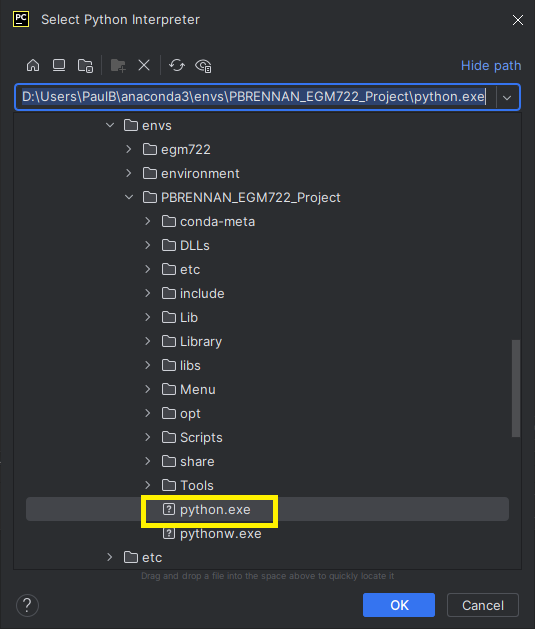 PC Select Python Interpreter
Hide path
D:\Users\PaulB\anaconda3\envs\PBRENNAN_EGM722_Project\python.exe
envs
egm722
environment
PBRENNAN_EGM722_Project
conda-meta
DLLs
etc
include
Lib
Library
libs
Menu
opt
Scripts
share
Tools
? python.exe
? pythonw.exe
etc
Drag and drop a file into the space above to quickly locate it
? OK Cancel